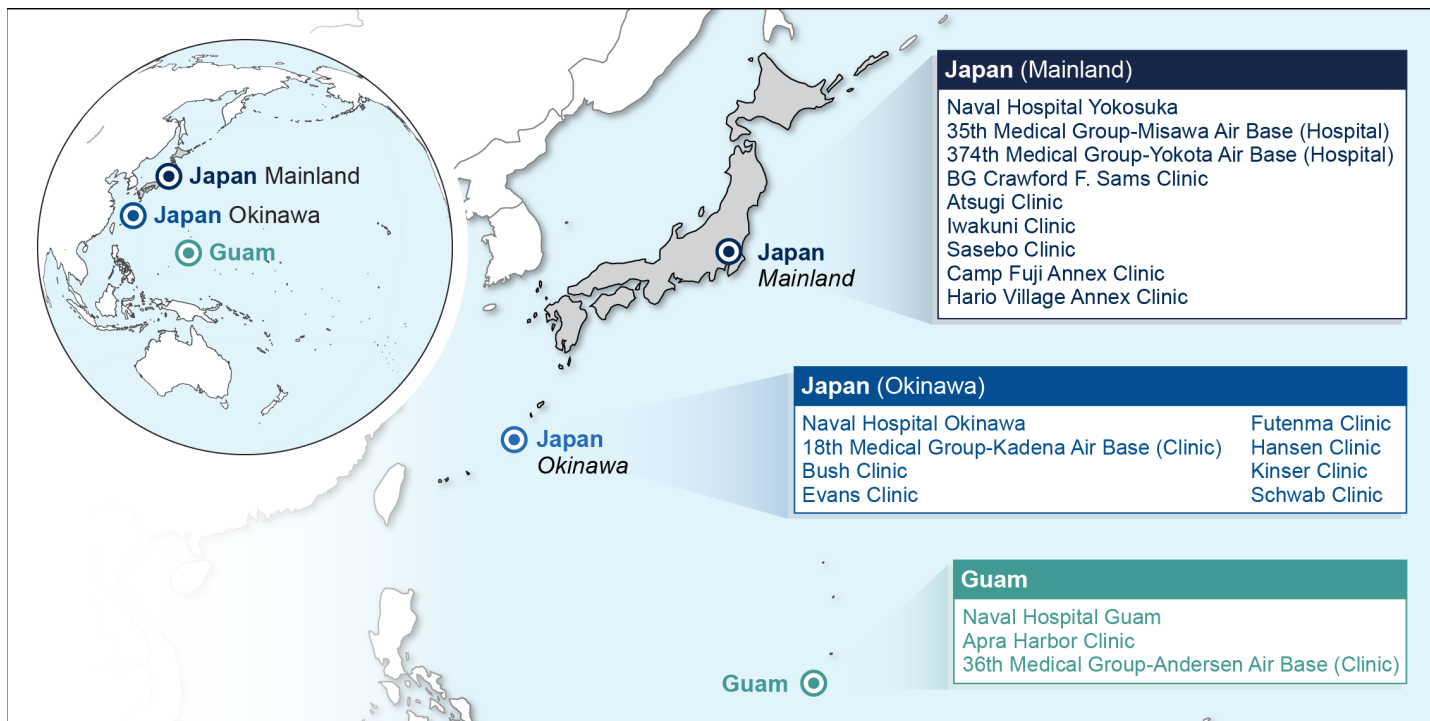 Japan Mainland
Japan Okinawa
Guam
Japan
Mainland
Japan (Mainland)
Naval Hospital Yokosuka
35th Medical Group-Misawa Air Base (Hospital)
374th Medical Group-Yokota Air Base (Hospital)
BG Crawford F. Sams Clinic
Atsugi Clinic
Iwakuni Clinic
Sasebo Clinic
Camp Fuji Annex Clinic
Hario Village Annex Clinic
Japan
Okinawa
Japan (Okinawa)
Naval Hospital Okinawa
18th Medical Group-Kadena Air Base (Clinic)
Bush Clinic
Evans Clinic
Futenma Clinic
Hansen Clinic
Kinser Clinic
Schwab Clinic
Guam
Guam
Naval Hospital Guam
Apra Harbor Clinic
36th Medical Group-Andersen Air Base (Clinic)